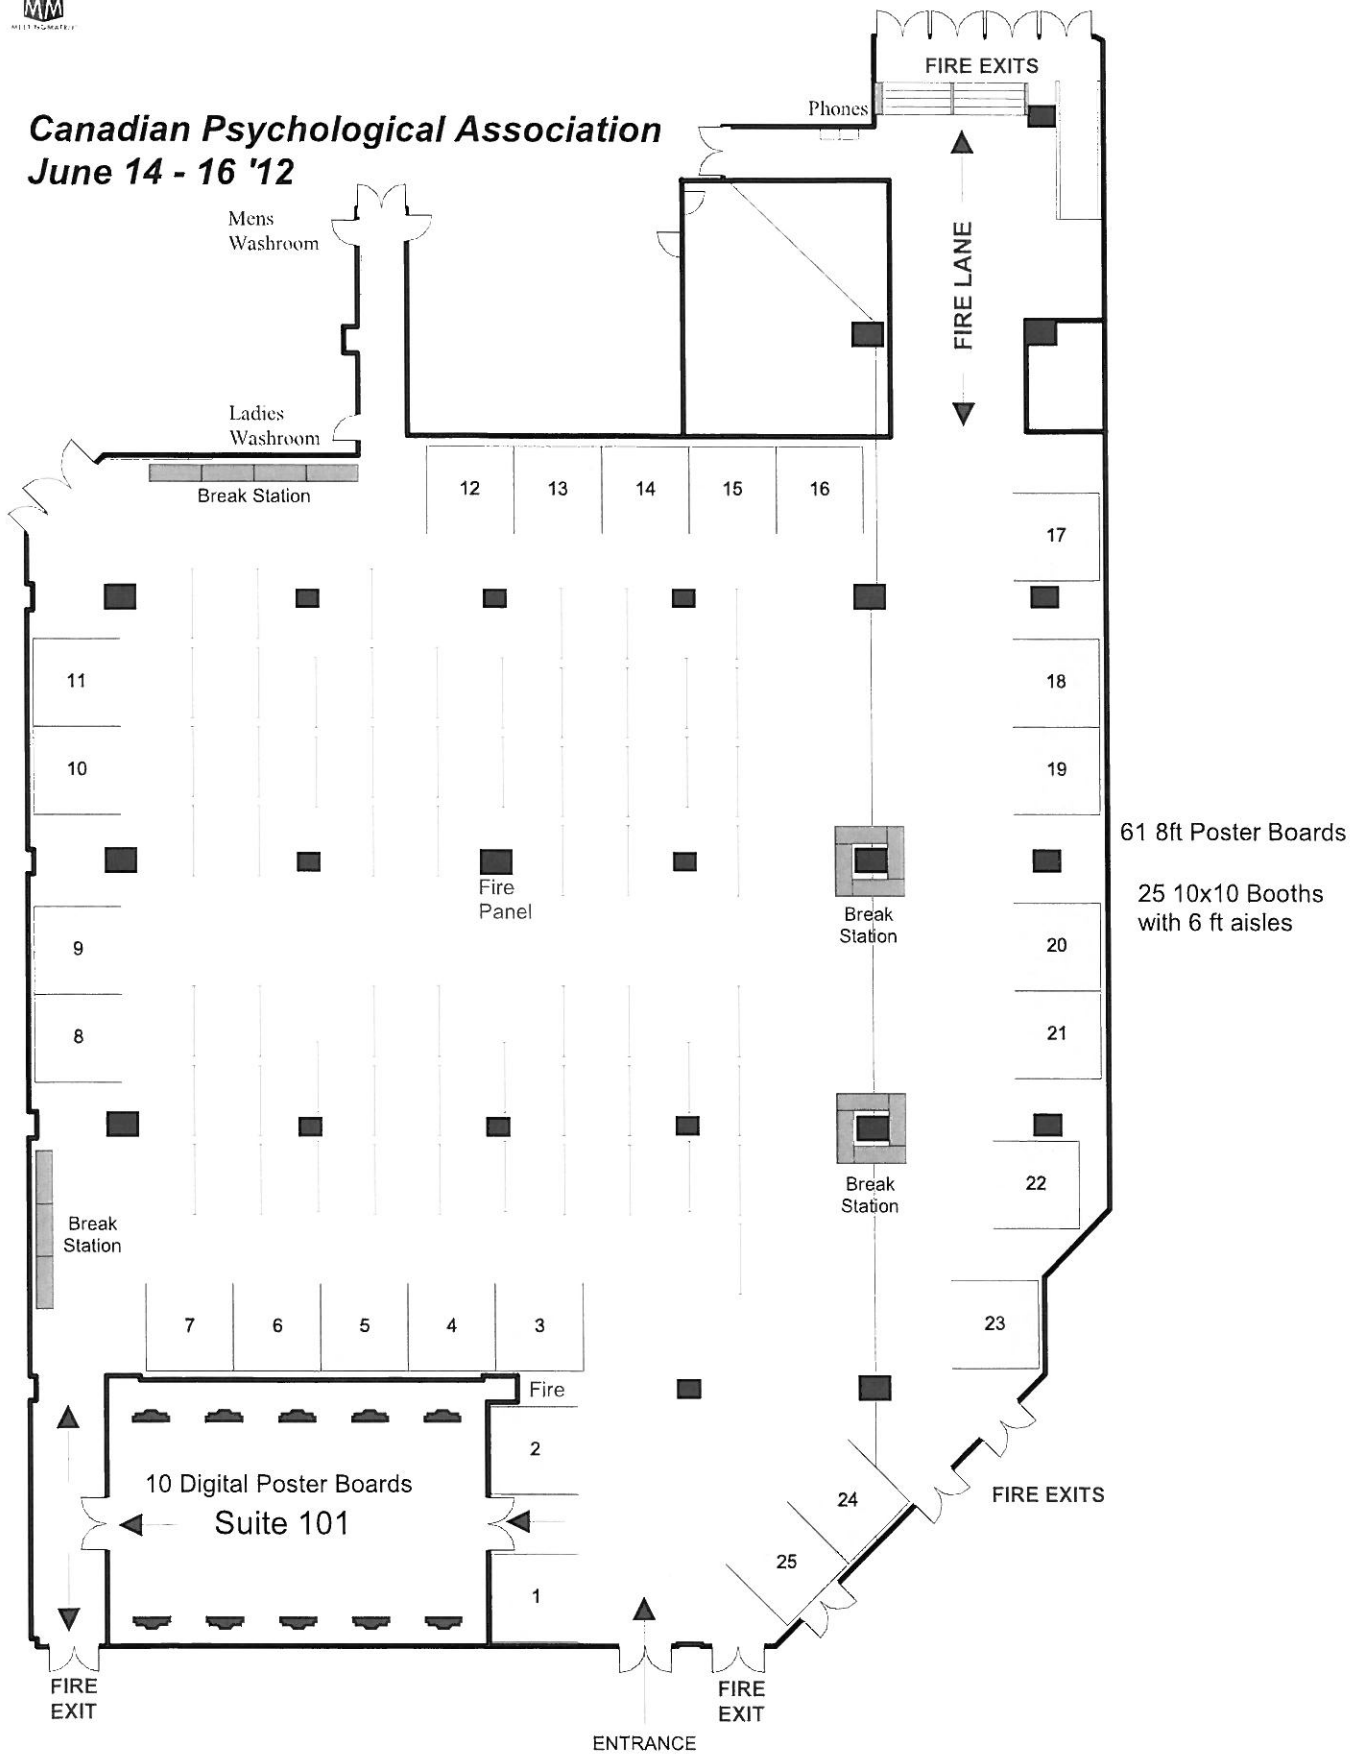 MM
MEETINGMATRIX
FIRE EXITS
Phones
Canadian Psychological Association
June 14 - 16 '12
Mens
Washroom
FIRE LANE
Ladies
Washroom
Break Station
12
13
14
15
16
17
11
18
10
19
61 8ft Poster Boards
Fire
Panel
25 10x10 Booths
with 6 ft aisles
Break
Station
9
20
8
21
22
Break
Station
Break
Station
7
6
5
4
3
23
Fire
2
10 Digital Poster Boards
Suite 101
24
FIRE EXITS
25
1
FIRE
EXIT
FIRE
EXIT
ENTRANCE